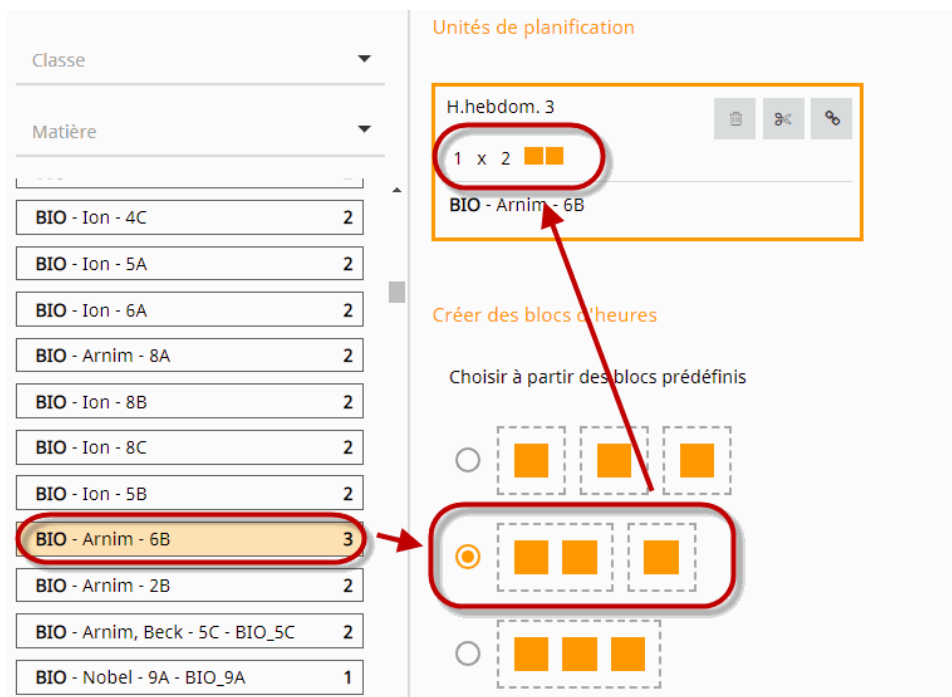 Classe
Matière
BIO - Ion - 4C 2
BIO - Ion - 5A 2
BIO - Ion - 6A 2
BIO - Arnim - 8A 2
BIO - Ion - 8B 2
BIO - Ion - 8C 2
BIO - Ion - 5B 2
BIO - Arnim - 6B 3
BIO - Arnim - 2B 2
BIO - Arnim, Beck - 5C - BIO_5C 2
BIO - Nobel - 9A - BIO_9A 1
Unités de planification
H.hebdom. 3
1 x 2
BIO - Arnim - 6B
Créer des blocs d'heures
Choisir à partir des blocs prédéfinis